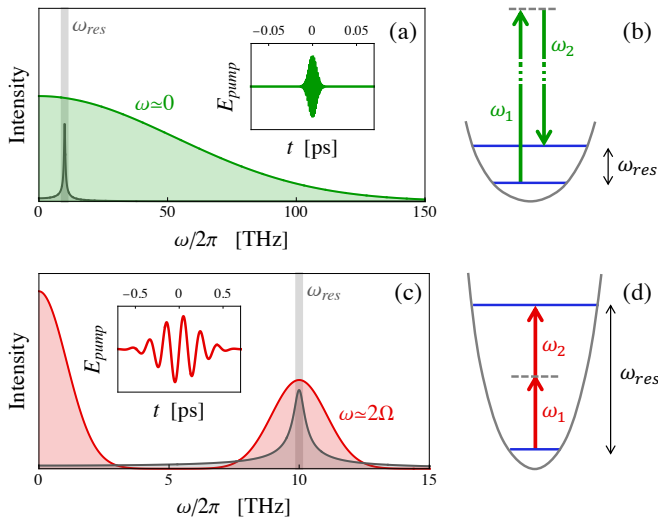 -0.05 0 0.05
ω_res
(a)
E_pump
t [ps]
ω≃0
Intensity
0 50 100 150
ω/2π [THz]
(b)
ω_2
ω_1
ω_res
-0.5 0 0.5
ω_res
(c)
E_pump
t [ps]
ω≃2Ω
Intensity
0 5 10 15
ω/2π [THz]
(d)
ω_2
ω_res
ω_1